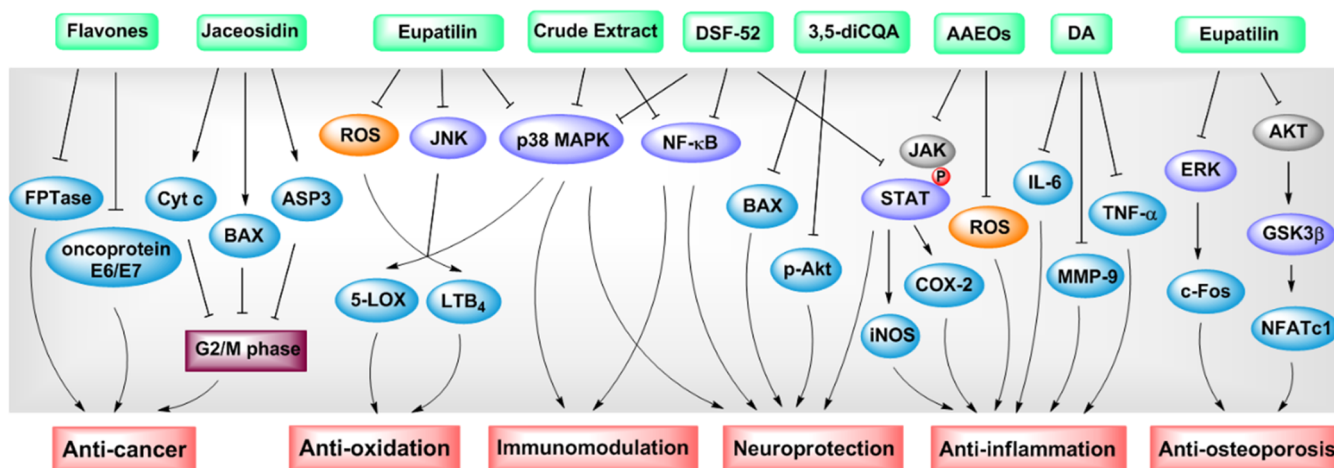 Flavones
Jaceosidin
Eupatilin
Crude Extract
DSF-52
3,5-diCQA
AAEOs
DA
Eupatilin
ROS
JNK
p38 MAPK
NF-κB
JAK
P
STAT
AKT
ERK
IL-6
TNF-α
FPTase
Cyt c
ASP3
BAX
BAX
ROS
GSK3β
oncoprotein
E6/E7
p-Akt
COX-2
MMP-9
c-Fos
5-LOX
LTB₄
iNOS
NFATc1
G2/M phase
Anti-cancer
Anti-oxidation
Immunomodulation
Neuroprotection
Anti-inflammation
Anti-osteoporosis